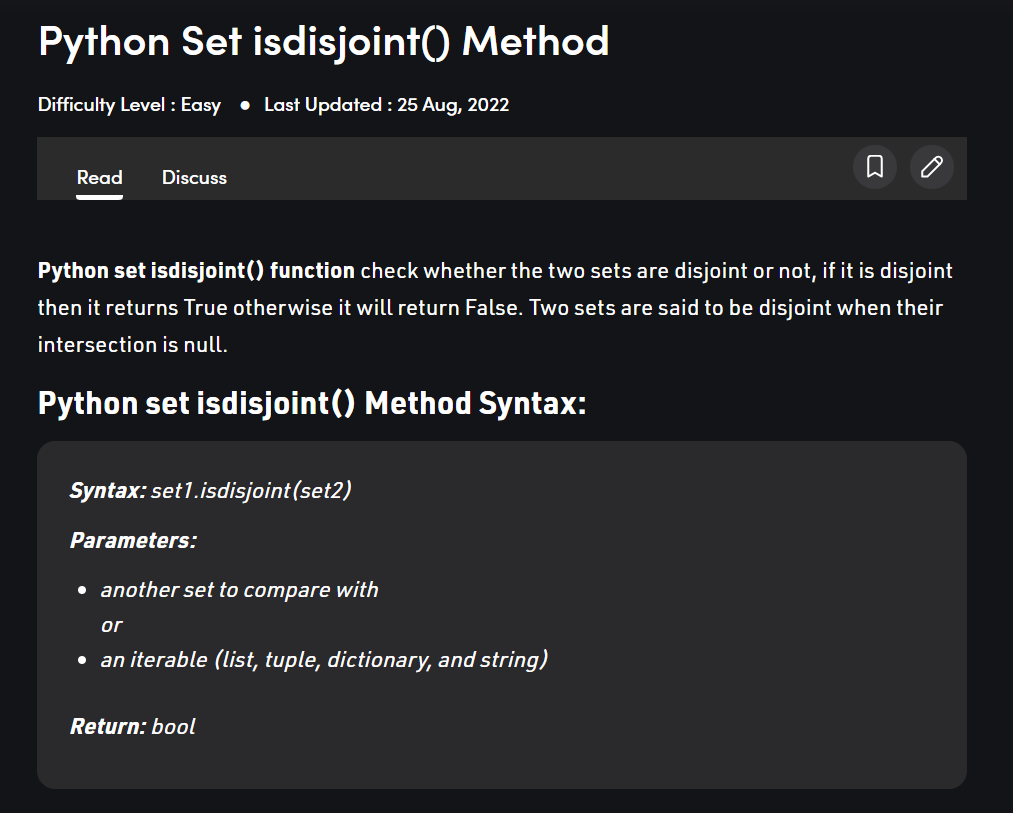 Python Set isdisjoint() Method
Difficulty Level : Easy ● Last Updated : 25 Aug, 2022
Read Discuss
Python set isdisjoint() function check whether the two sets are disjoint or not, if it is disjoint
then it returns True otherwise it will return False. Two sets are said to be disjoint when their
intersection is null.
Python set isdisjoint() Method Syntax:
Syntax: set1.isdisjoint(set2)
Parameters:
• another set to compare with
or
• an iterable (list, tuple, dictionary, and string)
Return: bool